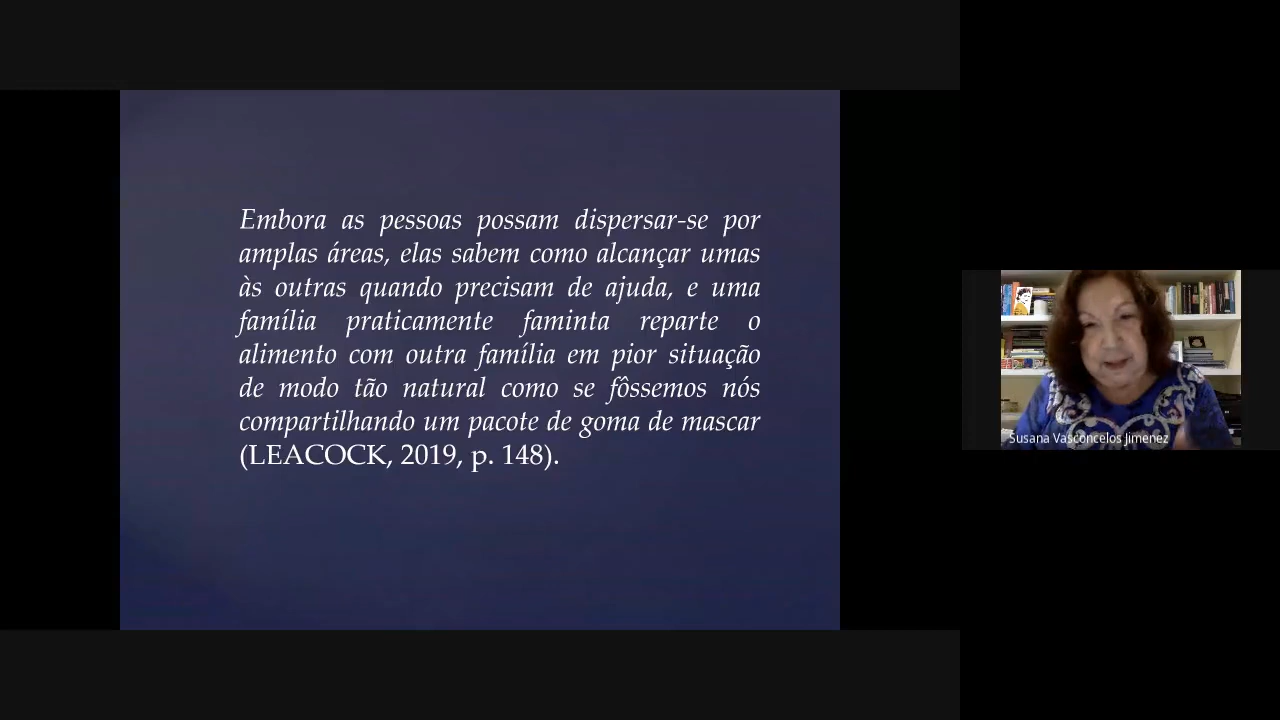 Embora as pessoas possam dispersar-se por
amplas áreas, elas sabem como alcançar umas
às outras quando precisam de ajuda, e uma
família praticamente faminta reparte o
alimento com outra família em pior situação
de modo tão natural como se fôssemos nós
compartilhando um pacote de goma de mascar
(LEACOCK, 2019, p. 148).
Susana Vasconcelos Jimenez